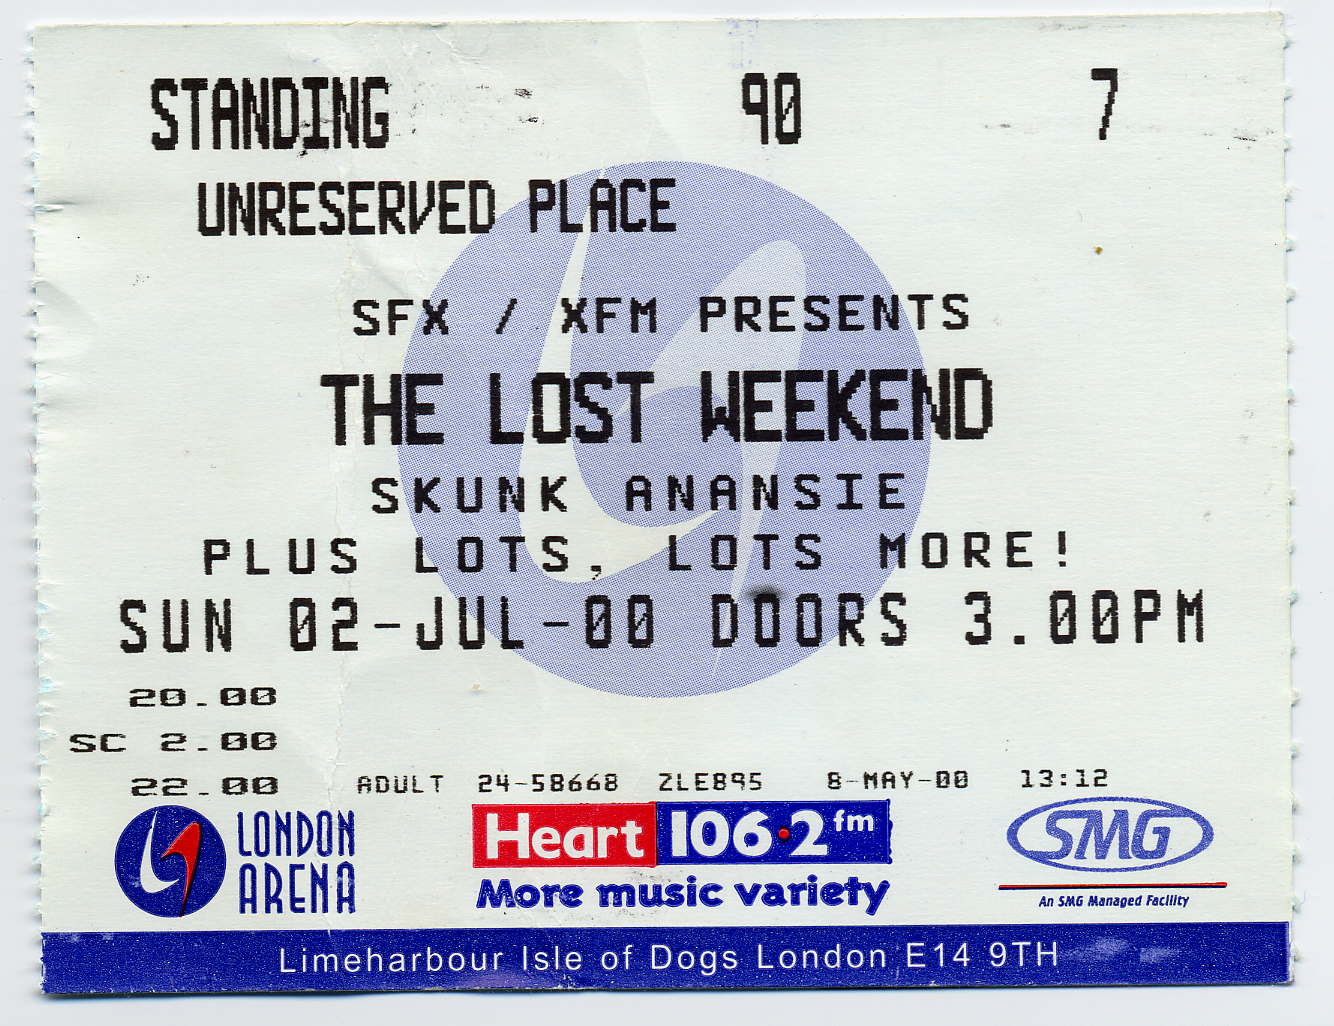 STANDING 90 7
UNRESERVED PLACE
SFX / XFM PRESENTS
THE LOST WEEKEND
SKUNK ANANSIE
PLUS LOTS, LOTS MORE!
SUN 02-JUL-00 DOORS 3.00PM
20.00
SC 2.00
22.00 ADULT 24-58668 ZLE895 8-MAY-00 13:12
LONDON ARENA
Heart 106.2 fm
More music variety
SMG
An SMG Managed Facility
Limeharbour Isle of Dogs London E14 9TH